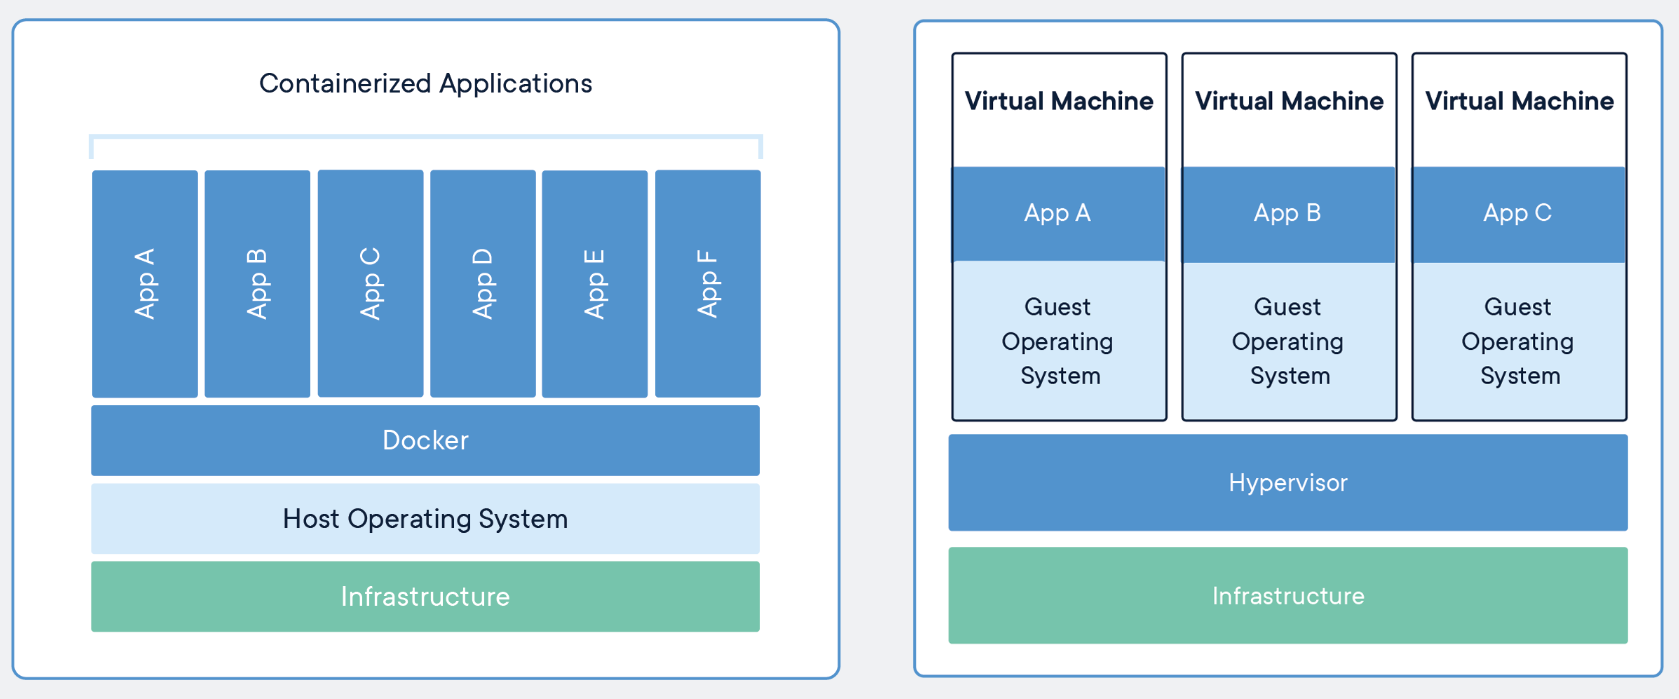 Containerized Applications
App A
App B
App C
App D
App E
App F
Docker
Host Operating System
Infrastructure
Virtual Machine
App A
Guest
Operating
System
Virtual Machine
App B
Guest
Operating
System
Virtual Machine
App C
Guest
Operating
System
Hypervisor
Infrastructure